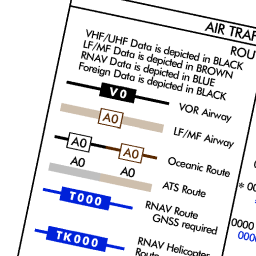 AIR TRAF
ROU
VHF/UHF Data is depicted in BLACK
LF/MF Data is depicted in BROWN
RNAV Data is depicted in BLUE
Foreign Data is depicted in BLACK
V0 VOR Airway
A0 LF/MF Airway
A0 A0 Oceanic Route
A0 A0 ATS Route
T000 RNAV Route
GNSS required
TK000 RNAV Helicopter
* 00
0000
000